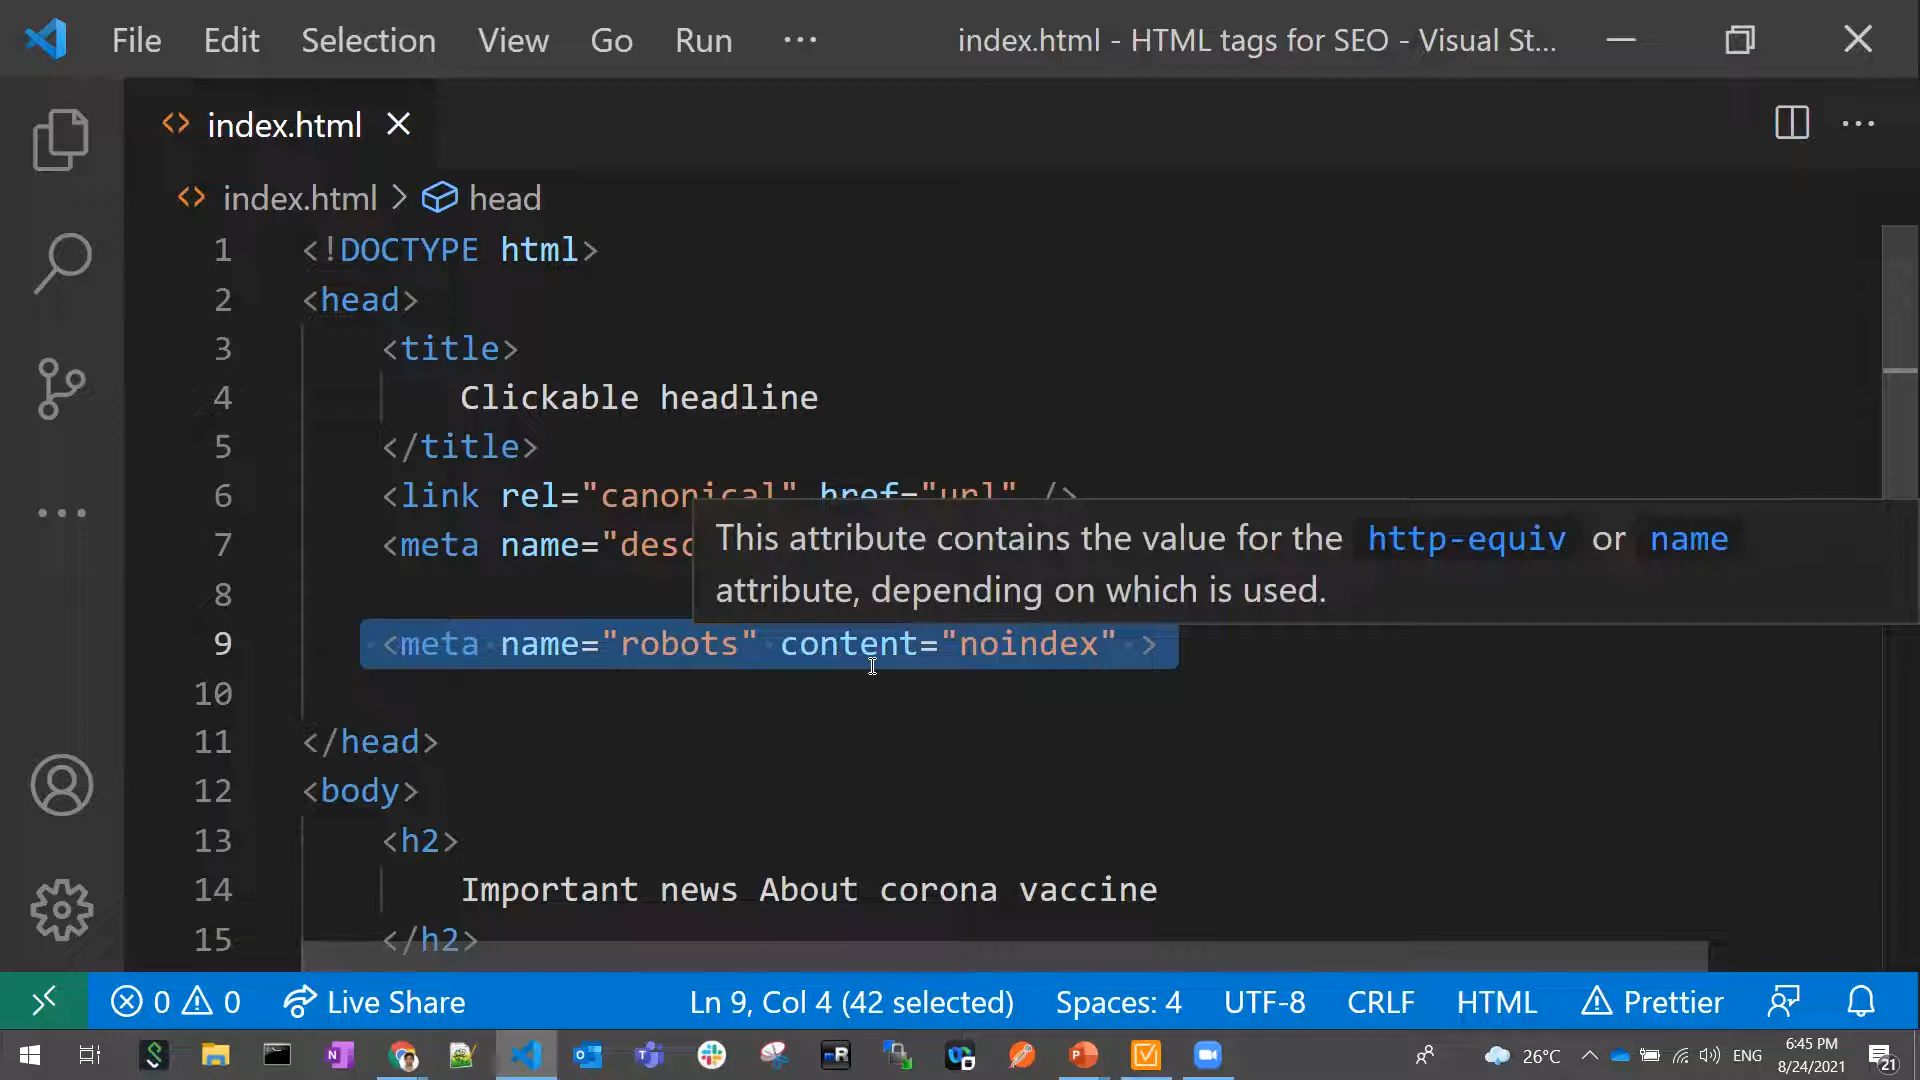 File Edit Selection View Go Run ··· index.html - HTML tags for SEO - Visual St...
index.html
index.html > head
1 <!DOCTYPE html>
2 <head>
3 <title>
4 Clickable headline
5 </title>
6 <link rel="canonical" href="url" />
7 <meta name="desc
This attribute contains the value for the http-equiv or name
attribute, depending on which is used.
8
9 <meta name="robots" content="noindex" >
10
11 </head>
12 <body>
13 <h2>
14 Important news About corona vaccine
15 </h2>
0 0 Live Share Ln 9, Col 4 (42 selected) Spaces: 4 UTF-8 CRLF HTML Prettier
26°C ENG 6:45 PM
8/24/2021 21